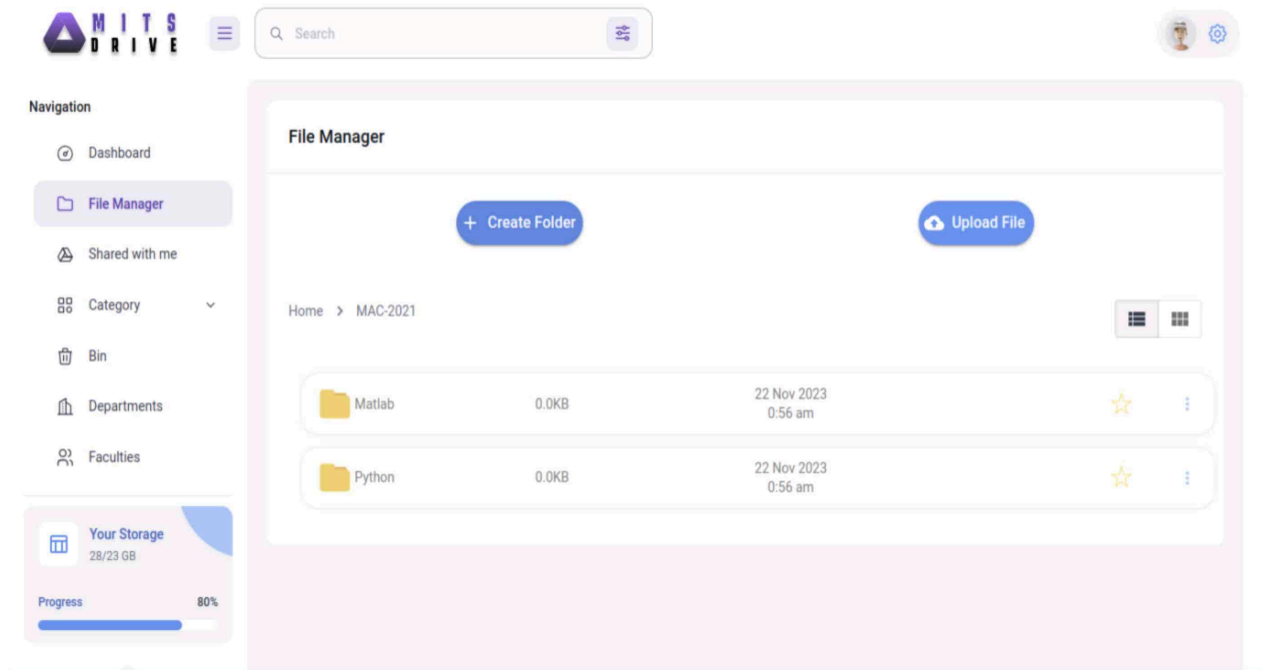 MITS
DRIVE
Search
Navigation
Dashboard
File Manager
Shared with me
Category
Bin
Departments
Faculties
Your Storage
28/23 GB
Progress 80%
File Manager
+ Create Folder
Upload File
Home > MAC-2021
Matlab 0.0KB 22 Nov 2023
0:56 am
Python 0.0KB 22 Nov 2023
0:56 am